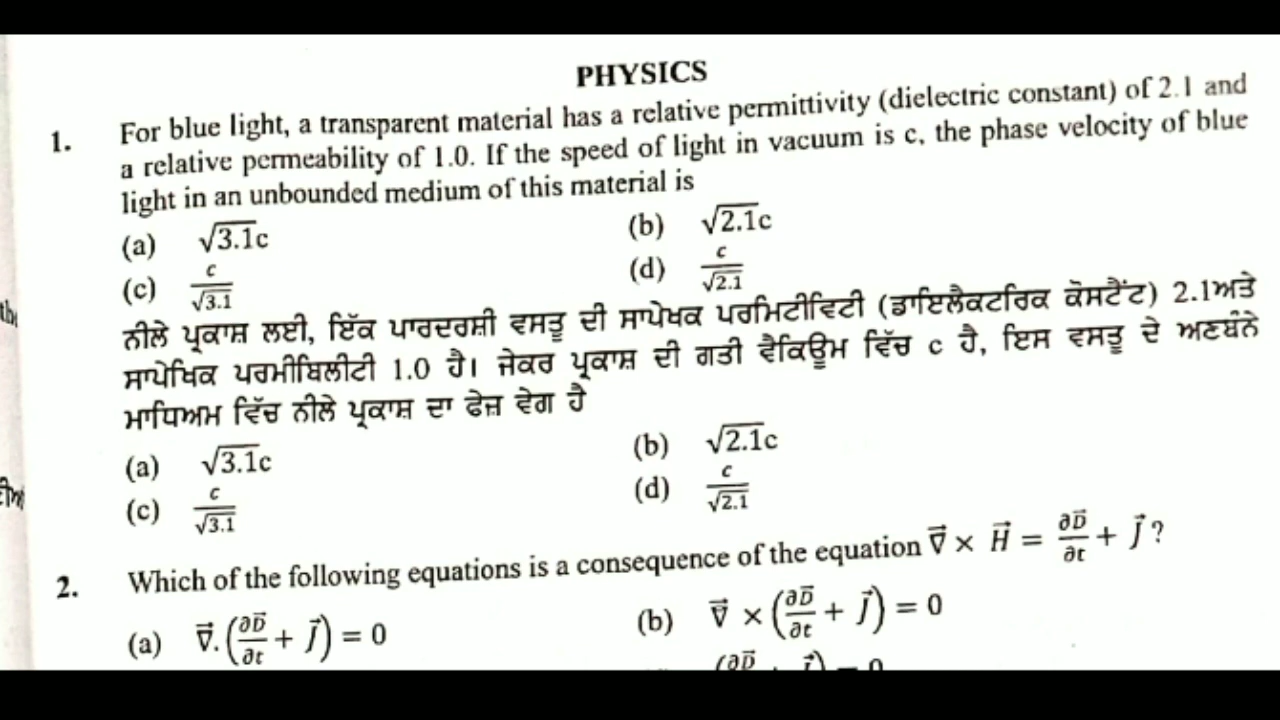 PHYSICS
1. For blue light, a transparent material has a relative permittivity (dielectric constant) of 2.1 and
a relative permeability of 1.0. If the speed of light in vacuum is c, the phase velocity of blue
light in an unbounded medium of this material is
(a) √3.1c (b) √2.1c
(c) c/√3.1 (d) c/√2.1
ਨੀਲੇ ਪ੍ਰਕਾਸ਼ ਲਈ, ਇੱਕ ਪਾਰਦਰਸ਼ੀ ਵਸਤੂ ਦੀ ਸਾਪੇਖਕ ਪਰਮਿਟੀਵਿਟੀ (ਡਾਇਲੈਕਟਰਿਕ ਕੋਸਟੈਂਟ) 2.1ਅਤੇ
ਸਾਪੇਖਿਕ ਪਰਮੀਬਿਲੀਟੀ 1.0 ਹੈ। ਜੇਕਰ ਪ੍ਰਕਾਸ਼ ਦੀ ਗਤੀ ਵੈਕਿਊਮ ਵਿੱਚ c ਹੈ, ਇਸ ਵਸਤੂ ਦੇ ਅਣਬੰਨੇ
ਮਾਧਿਅਮ ਵਿੱਚ ਨੀਲੇ ਪ੍ਰਕਾਸ਼ ਦਾ ਫੇਜ਼ ਵੇਗ ਹੈ
(a) √3.1c (b) √2.1c
(c) c/√3.1 (d) c/√2.1
2. Which of the following equations is a consequence of the equation ∇⃗ × H⃗ = ∂D⃗/∂t + J⃗ ?
(a) ∇⃗.(∂D⃗/∂t + J⃗) = 0 (b) ∇⃗ × (∂D⃗/∂t + J⃗) = 0